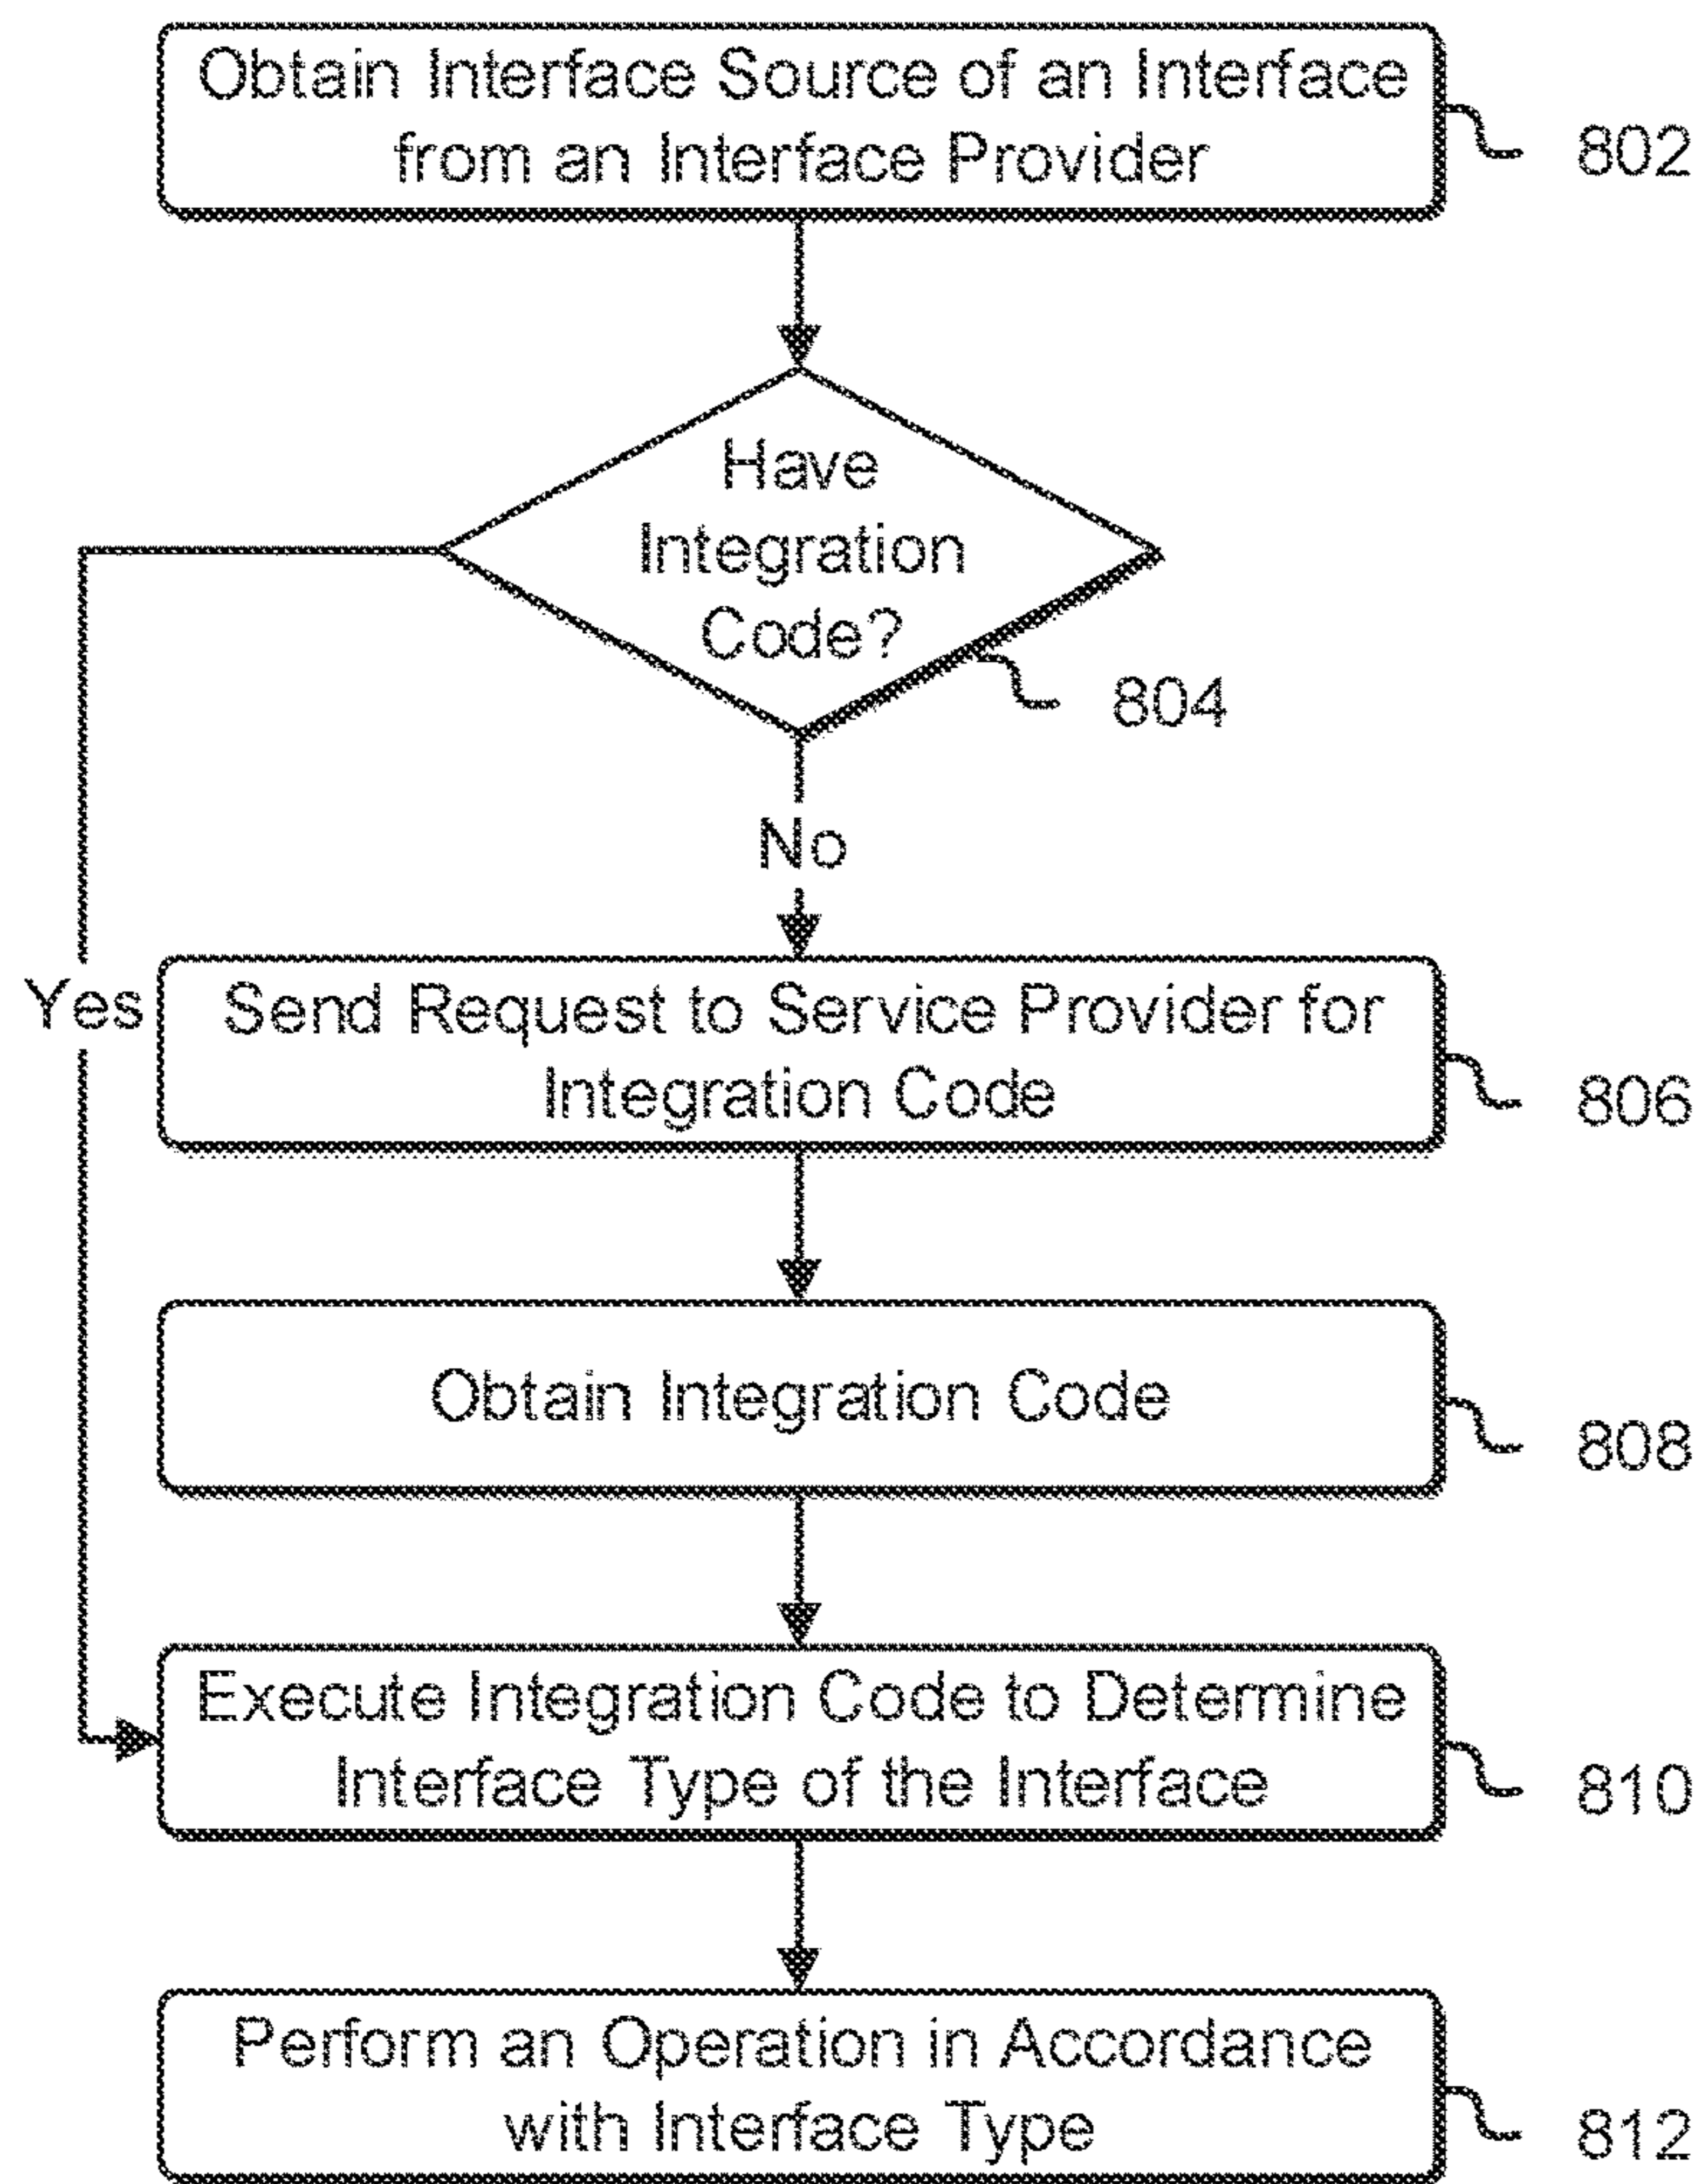 Obtain Interface Source of an Interface
from an Interface Provider
802
Have
Integration
Code?
804
No
Yes
Send Request to Service Provider for
Integration Code
806
Obtain Integration Code
808
Execute Integration Code to Determine
Interface Type of the Interface
810
Perform an Operation in Accordance
with Interface Type
812